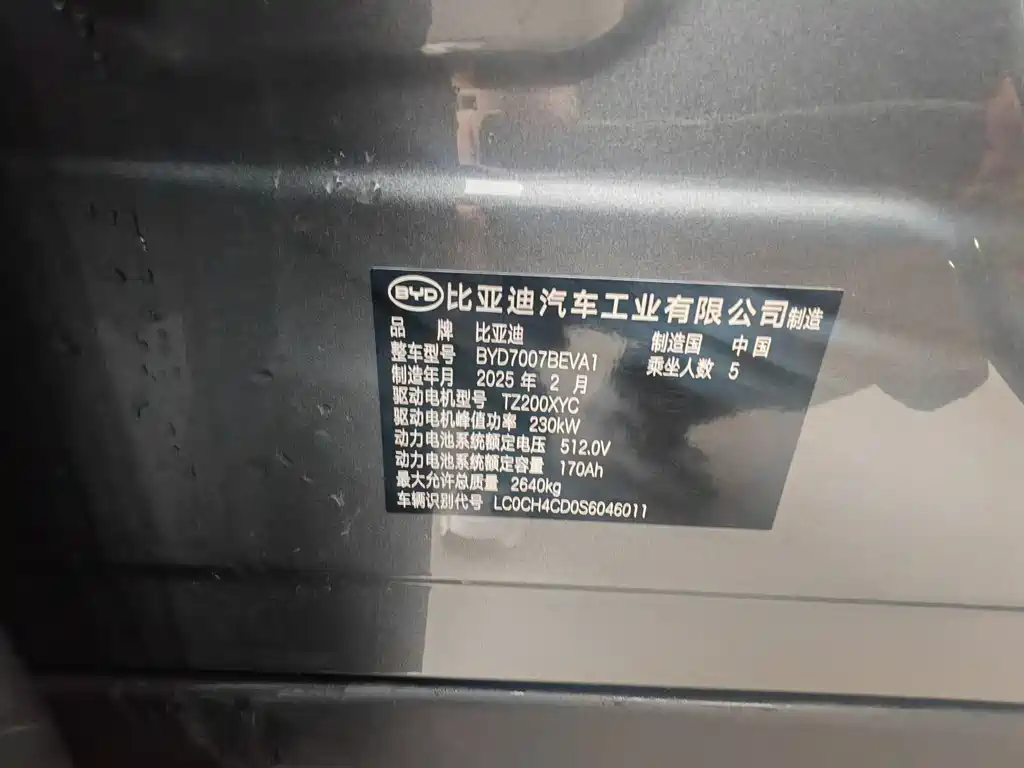 BYD 比亚迪汽车工业有限公司制造
品 牌 比亚迪 制造国 中国
整车型号 BYD7007BEVA1 乘坐人数 5
制造年月 2025 年 2 月
驱动电机型号 TZ200XYC
驱动电机峰值功率 230kW
动力电池系统额定电压 512.0V
动力电池系统额定容量 170Ah
最大允许总质量 2640kg
车辆识别代号 LC0CH4CD0S6046011